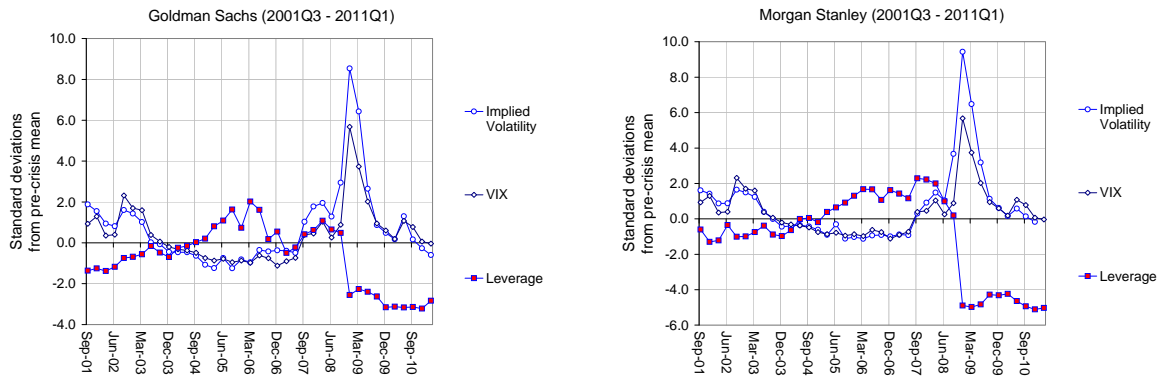 Goldman Sachs (2001Q3 - 2011Q1)
10.0
8.0
6.0
4.0
2.0
0.0
-2.0
-4.0
Standard deviations
from pre-crisis mean
Sep-01
Jun-02
Mar-03
Dec-03
Sep-04
Jun-05
Mar-06
Dec-06
Sep-07
Jun-08
Mar-09
Dec-09
Sep-10
Implied
Volatility
VIX
Leverage
Morgan Stanley (2001Q3 - 2011Q1)
10.0
8.0
6.0
4.0
2.0
0.0
-2.0
-4.0
-6.0
Standard deviations
from pre-crisis mean
Sep-01
Jun-02
Mar-03
Dec-03
Sep-04
Jun-05
Mar-06
Dec-06
Sep-07
Jun-08
Mar-09
Dec-09
Sep-10
Implied
Volatility
VIX
Leverage